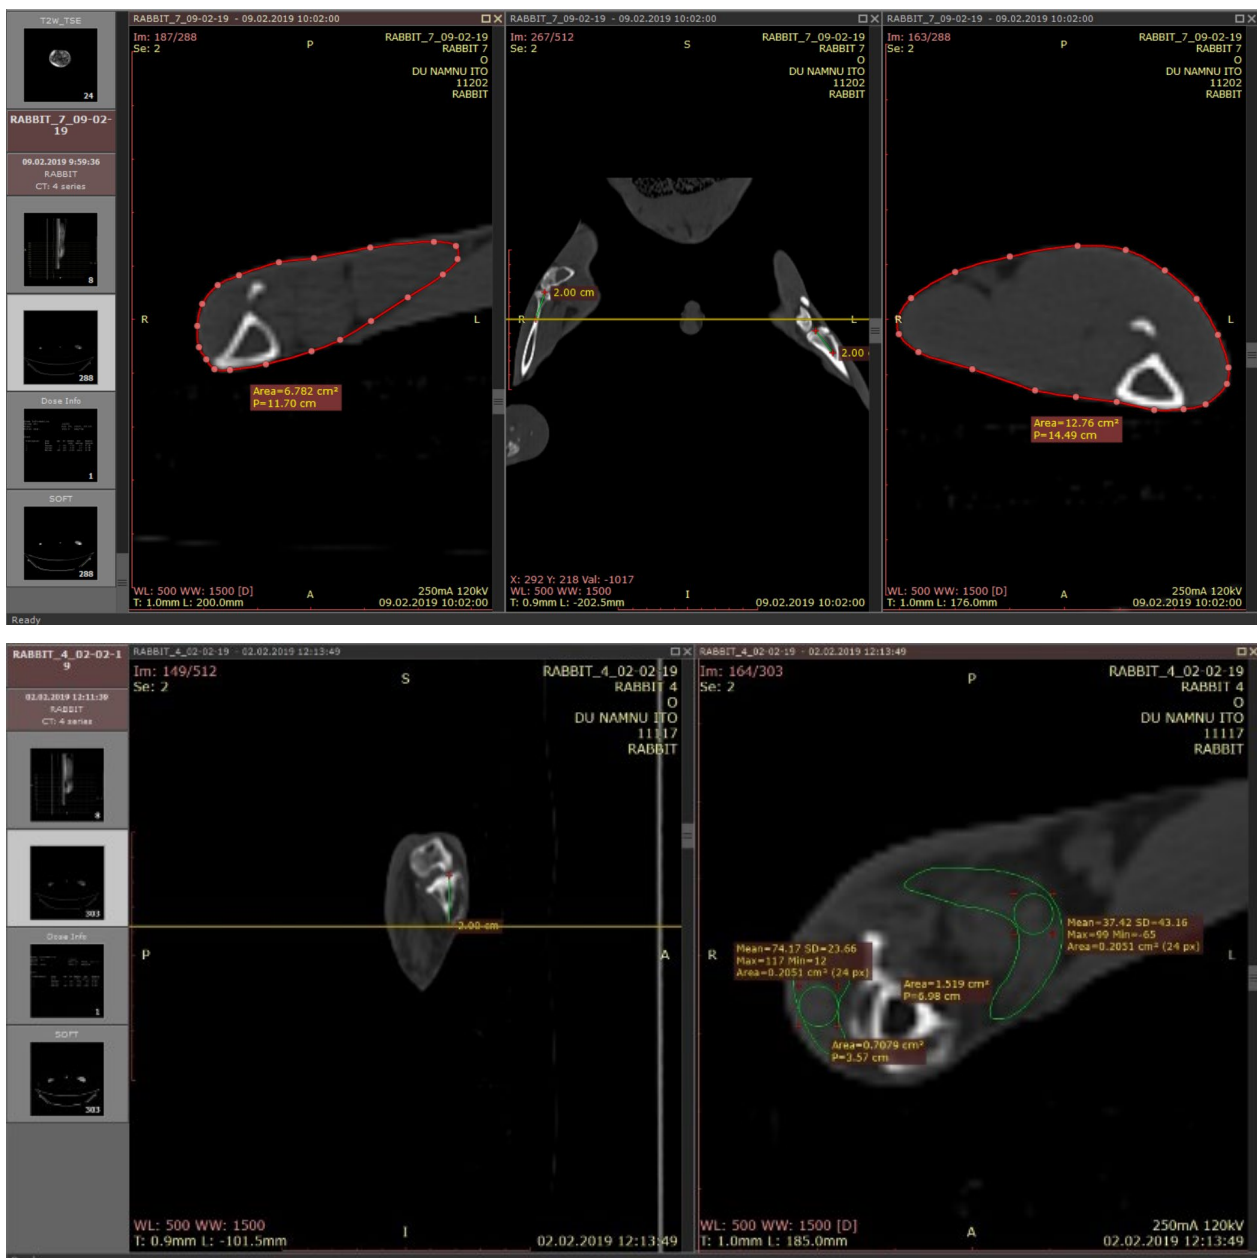 T2W_TSE
24
RABBIT_7_09-02-
19
09.02.2019 9:59:36
RABBIT
CT: 4 series
8
288
Dose Info
1
SOFT
288
Ready
RABBIT_7_09-02-19 - 09.02.2019 10:02:00
Im: 187/288
Se: 2
P
RABBIT_7_09-02-19
RABBIT 7
O
DU NAMNU ITO
11202
RABBIT
R
L
Area=6.782 cm²
P=11.70 cm
WL: 500 WW: 1500 [D]
T: 1.0mm L: 200.0mm
A
250mA 120kV
09.02.2019 10:02:00
RABBIT_7_09-02-19 - 09.02.2019 10:02:00
Im: 267/512
Se: 2
S
RABBIT_7_09-02-19
RABBIT 7
O
DU NAMNU ITO
11202
RABBIT
2.00 cm
R
L
2.00
X: 292 Y: 218 Val: -1017
WL: 500 WW: 1500
T: 0.9mm L: -202.5mm
I
09.02.2019 10:02:00
RABBIT_7_09-02-19 - 09.02.2019 10:02:00
Im: 163/288
Se: 2
P
RABBIT_7_09-02-19
RABBIT 7
O
DU NAMNU ITO
11202
RABBIT
R
L
Area=12.76 cm²
P=14.49 cm
WL: 500 WW: 1500 [D]
T: 1.0mm L: 176.0mm
A
250mA 120kV
09.02.2019 10:02:00
RABBIT_4_02-02-1
9
02.02.2019 12:11:30
RABBIT
CT: 4 series
8
303
Dose Info
1
SOFT
303
RABBIT_4_02-02-19 - 02.02.2019 12:13:49
Im: 149/512
Se: 2
S
RABBIT_4_02-02-19
RABBIT 4
O
DU NAMNU ITO
11117
RABBIT
2.00 cm
P
A
WL: 500 WW: 1500
T: 0.9mm L: -101.5mm
I
02.02.2019 12:13:49
RABBIT_4_02-02-19 - 02.02.2019 12:13:49
Im: 164/303
Se: 2
P
RABBIT_4_02-02-19
RABBIT 4
O
DU NAMNU ITO
11117
RABBIT
Mean=37.42 SD=43.16
Max=99 Min=-65
Area=0.2051 cm² (24 px)
R
L
Mean=74.17 SD=23.66
Max=117 Min=12
Area=0.2051 cm² (24 px)
Area=1.519 cm²
P=6.98 cm
Area=0.7079 cm²
P=3.57 cm
WL: 500 WW: 1500 [D]
T: 1.0mm L: 185.0mm
A
250mA 120kV
02.02.2019 12:13:49